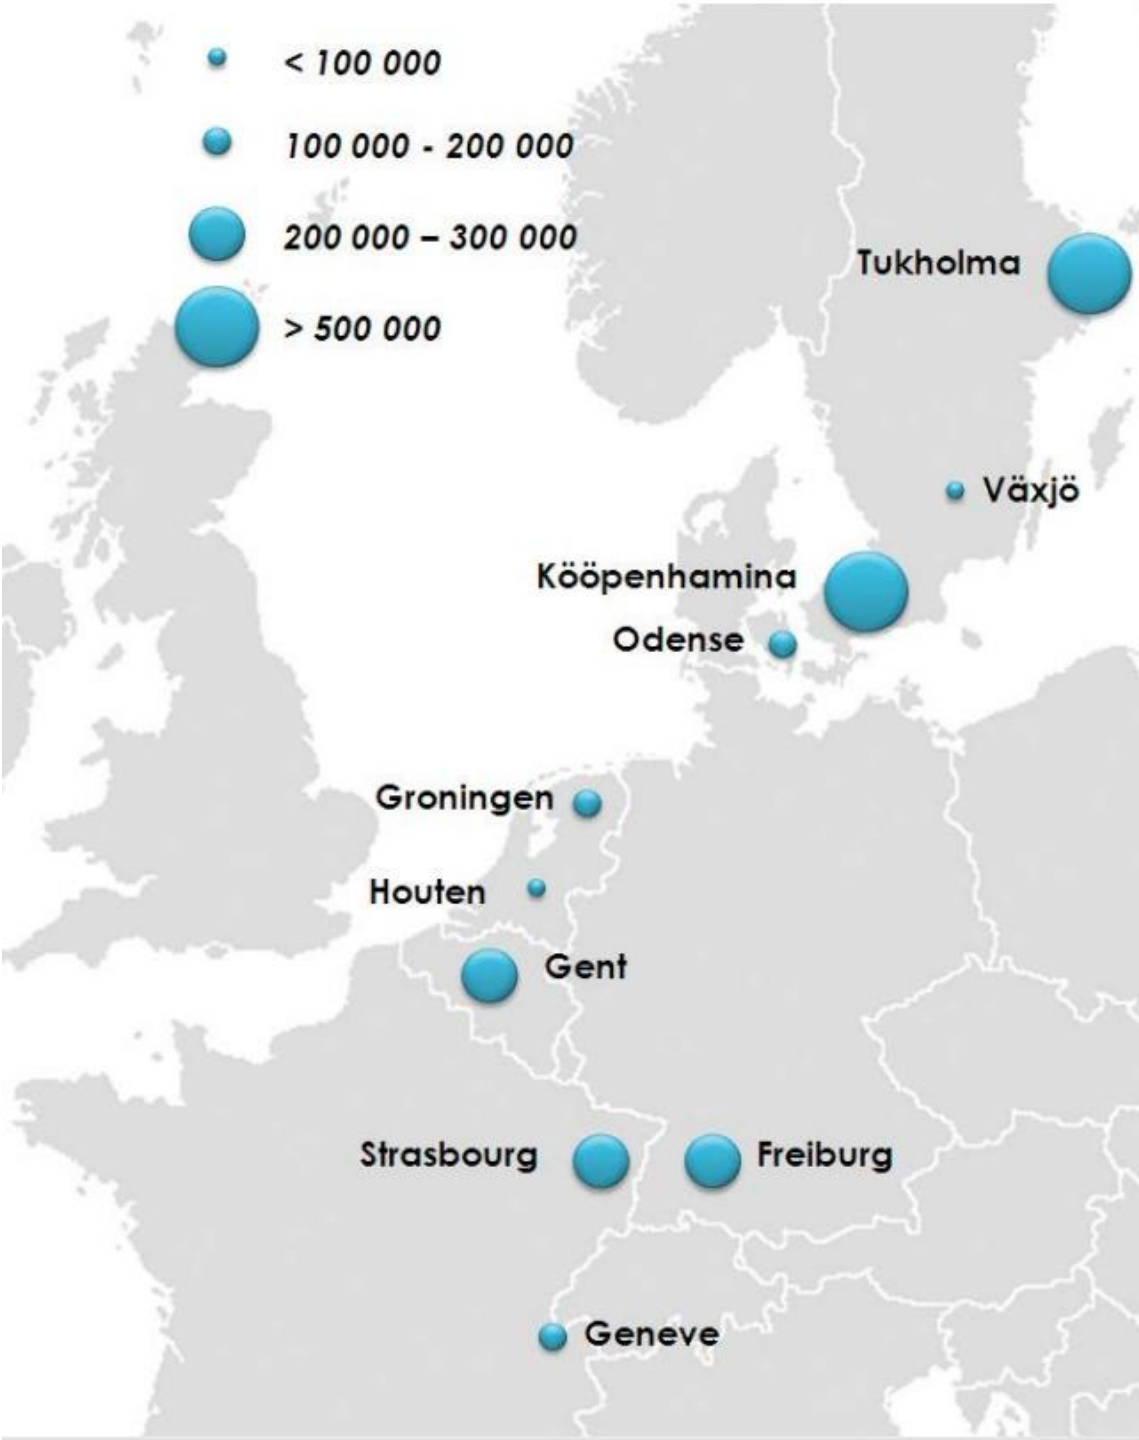 < 100 000
100 000 - 200 000
200 000 – 300 000
> 500 000
Tukholma
Växjö
Kööpenhamina
Odense
Groningen
Houten
Gent
Strasbourg
Freiburg
Geneve